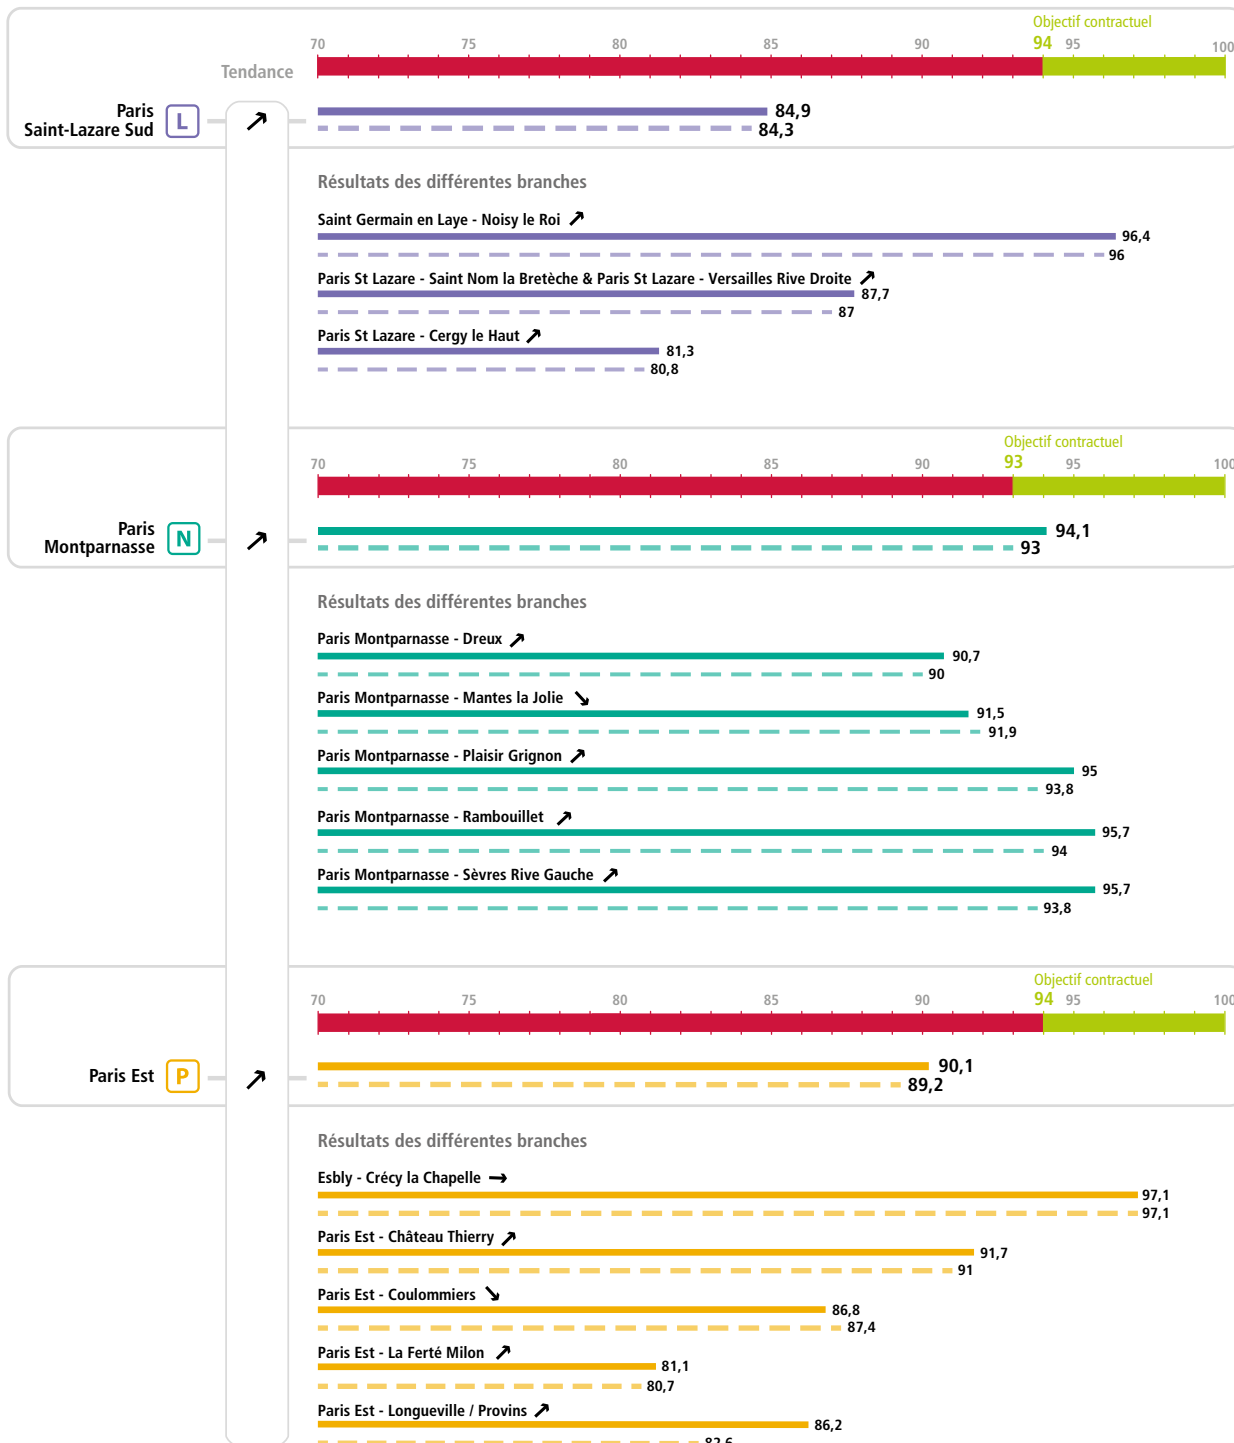 Objectif contractuel
70 75 80 85 90 94 95 100
Tendance
Paris
Saint-Lazare Sud L
84,9
84,3
Résultats des différentes branches
Saint Germain en Laye - Noisy le Roi
96,4
96
Paris St Lazare - Saint Nom la Bretèche & Paris St Lazare - Versailles Rive Droite
87,7
87
Paris St Lazare - Cergy le Haut
81,3
80,8
Objectif contractuel
70 75 80 85 90 93 95 100
Paris
Montparnasse N
94,1
93
Résultats des différentes branches
Paris Montparnasse - Dreux
90,7
90
Paris Montparnasse - Mantes la Jolie
91,5
91,9
Paris Montparnasse - Plaisir Grignon
95
93,8
Paris Montparnasse - Rambouillet
95,7
94
Paris Montparnasse - Sèvres Rive Gauche
95,7
93,8
Objectif contractuel
70 75 80 85 90 94 95 100
Paris Est P
90,1
89,2
Résultats des différentes branches
Esbly - Crécy la Chapelle
97,1
97,1
Paris Est - Château Thierry
91,7
91
Paris Est - Coulommiers
86,8
87,4
Paris Est - La Ferté Milon
81,1
80,7
Paris Est - Longueville / Provins
86,2
82,6